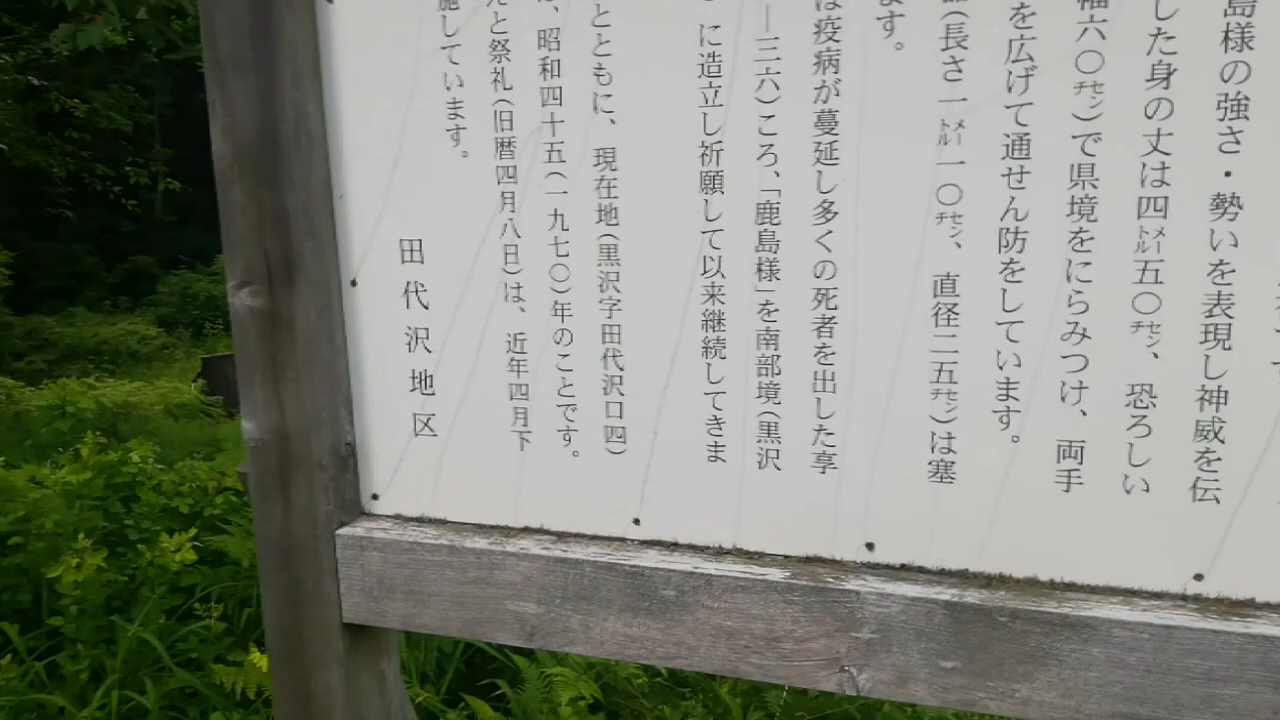 島様の強さ・勢いを表現し神威を伝
した身の丈は四メートル五〇センチ、恐ろしい
幅六〇センチ)で県境をにらみつけ、両手
を広げて通せん防をしています。
(長さ一メートル一〇センチ、直径二五センチ)は塞
ます。
は疫病が蔓延し多くの死者を出した享
―三六)ころ、「鹿島様」を南部境(黒沢
に造立し祈願して以来継続してきま
とともに、現在地(黒沢字田代沢口四)
、昭和四十五(一九七〇)年のことです。
と祭礼(旧暦四月八日)は、近年四月下
施しています。
田代沢地区